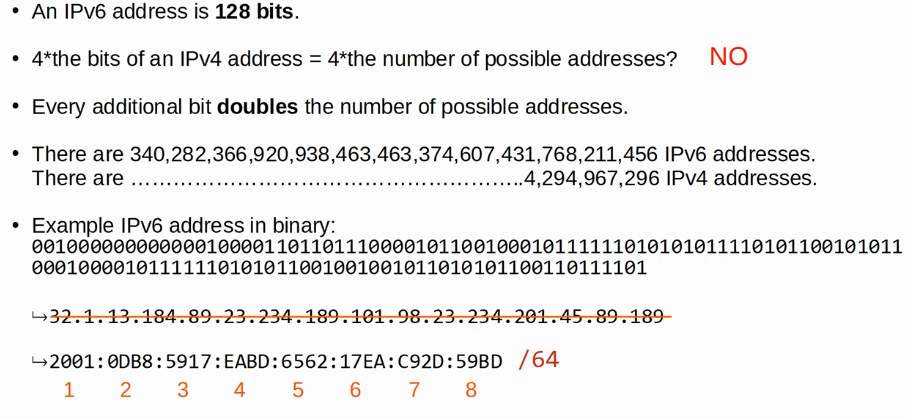 • An IPv6 address is 128 bits.
• 4*the bits of an IPv4 address = 4*the number of possible addresses? NO
• Every additional bit doubles the number of possible addresses.
• There are 340,282,366,920,938,463,463,374,607,431,768,211,456 IPv6 addresses.
There are ………………………………………………..4,294,967,296 IPv4 addresses.
• Example IPv6 address in binary:
001000000000000100001101101110000101100100010111111010101011110101100101011
00010000101111110101011001001001011010101100110111101
↪32.1.13.184.89.23.234.189.101.98.23.234.201.45.89.189
↪2001:0DB8:5917:EABD:6562:17EA:C92D:59BD /64
1 2 3 4 5 6 7 8